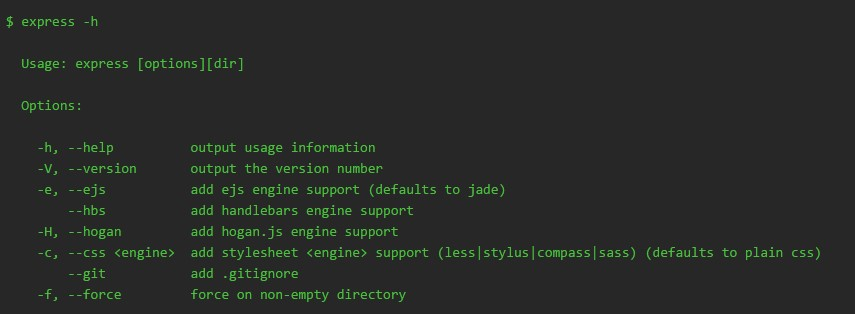 $ express -h
Usage: express [options][dir]
Options:
-h, --help          output usage information
-V, --version       output the version number
-e, --ejs           add ejs engine support (defaults to jade)
    --hbs           add handlebars engine support
-H, --hogan         add hogan.js engine support
-c, --css <engine>  add stylesheet <engine> support (less|stylus|compass|sass) (defaults to plain css)
    --git           add .gitignore
-f, --force         force on non-empty directory